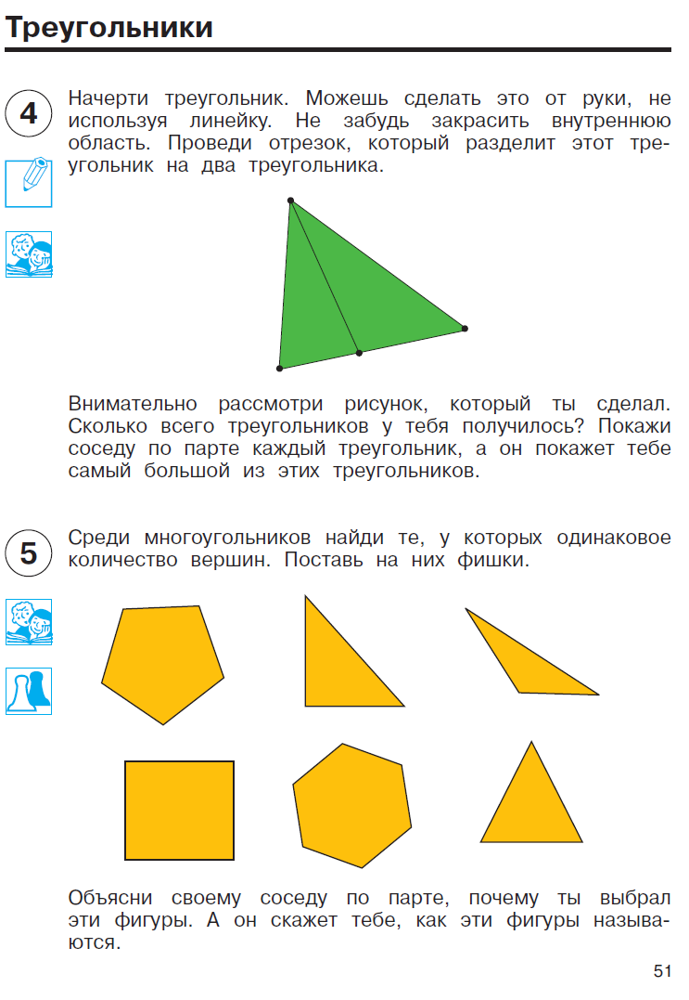 Треугольники
4
Начерти треугольник. Можешь сделать это от руки, не
используя линейку. Не забудь закрасить внутреннюю
область. Проведи отрезок, который разделит этот тре-
угольник на два треугольника.
Внимательно рассмотри рисунок, который ты сделал.
Сколько всего треугольников у тебя получилось? Покажи
соседу по парте каждый треугольник, а он покажет тебе
самый большой из этих треугольников.
5
Среди многоугольников найди те, у которых одинаковое
количество вершин. Поставь на них фишки.
Объясни своему соседу по парте, почему ты выбрал
эти фигуры. А он скажет тебе, как эти фигуры называ-
ются.
51